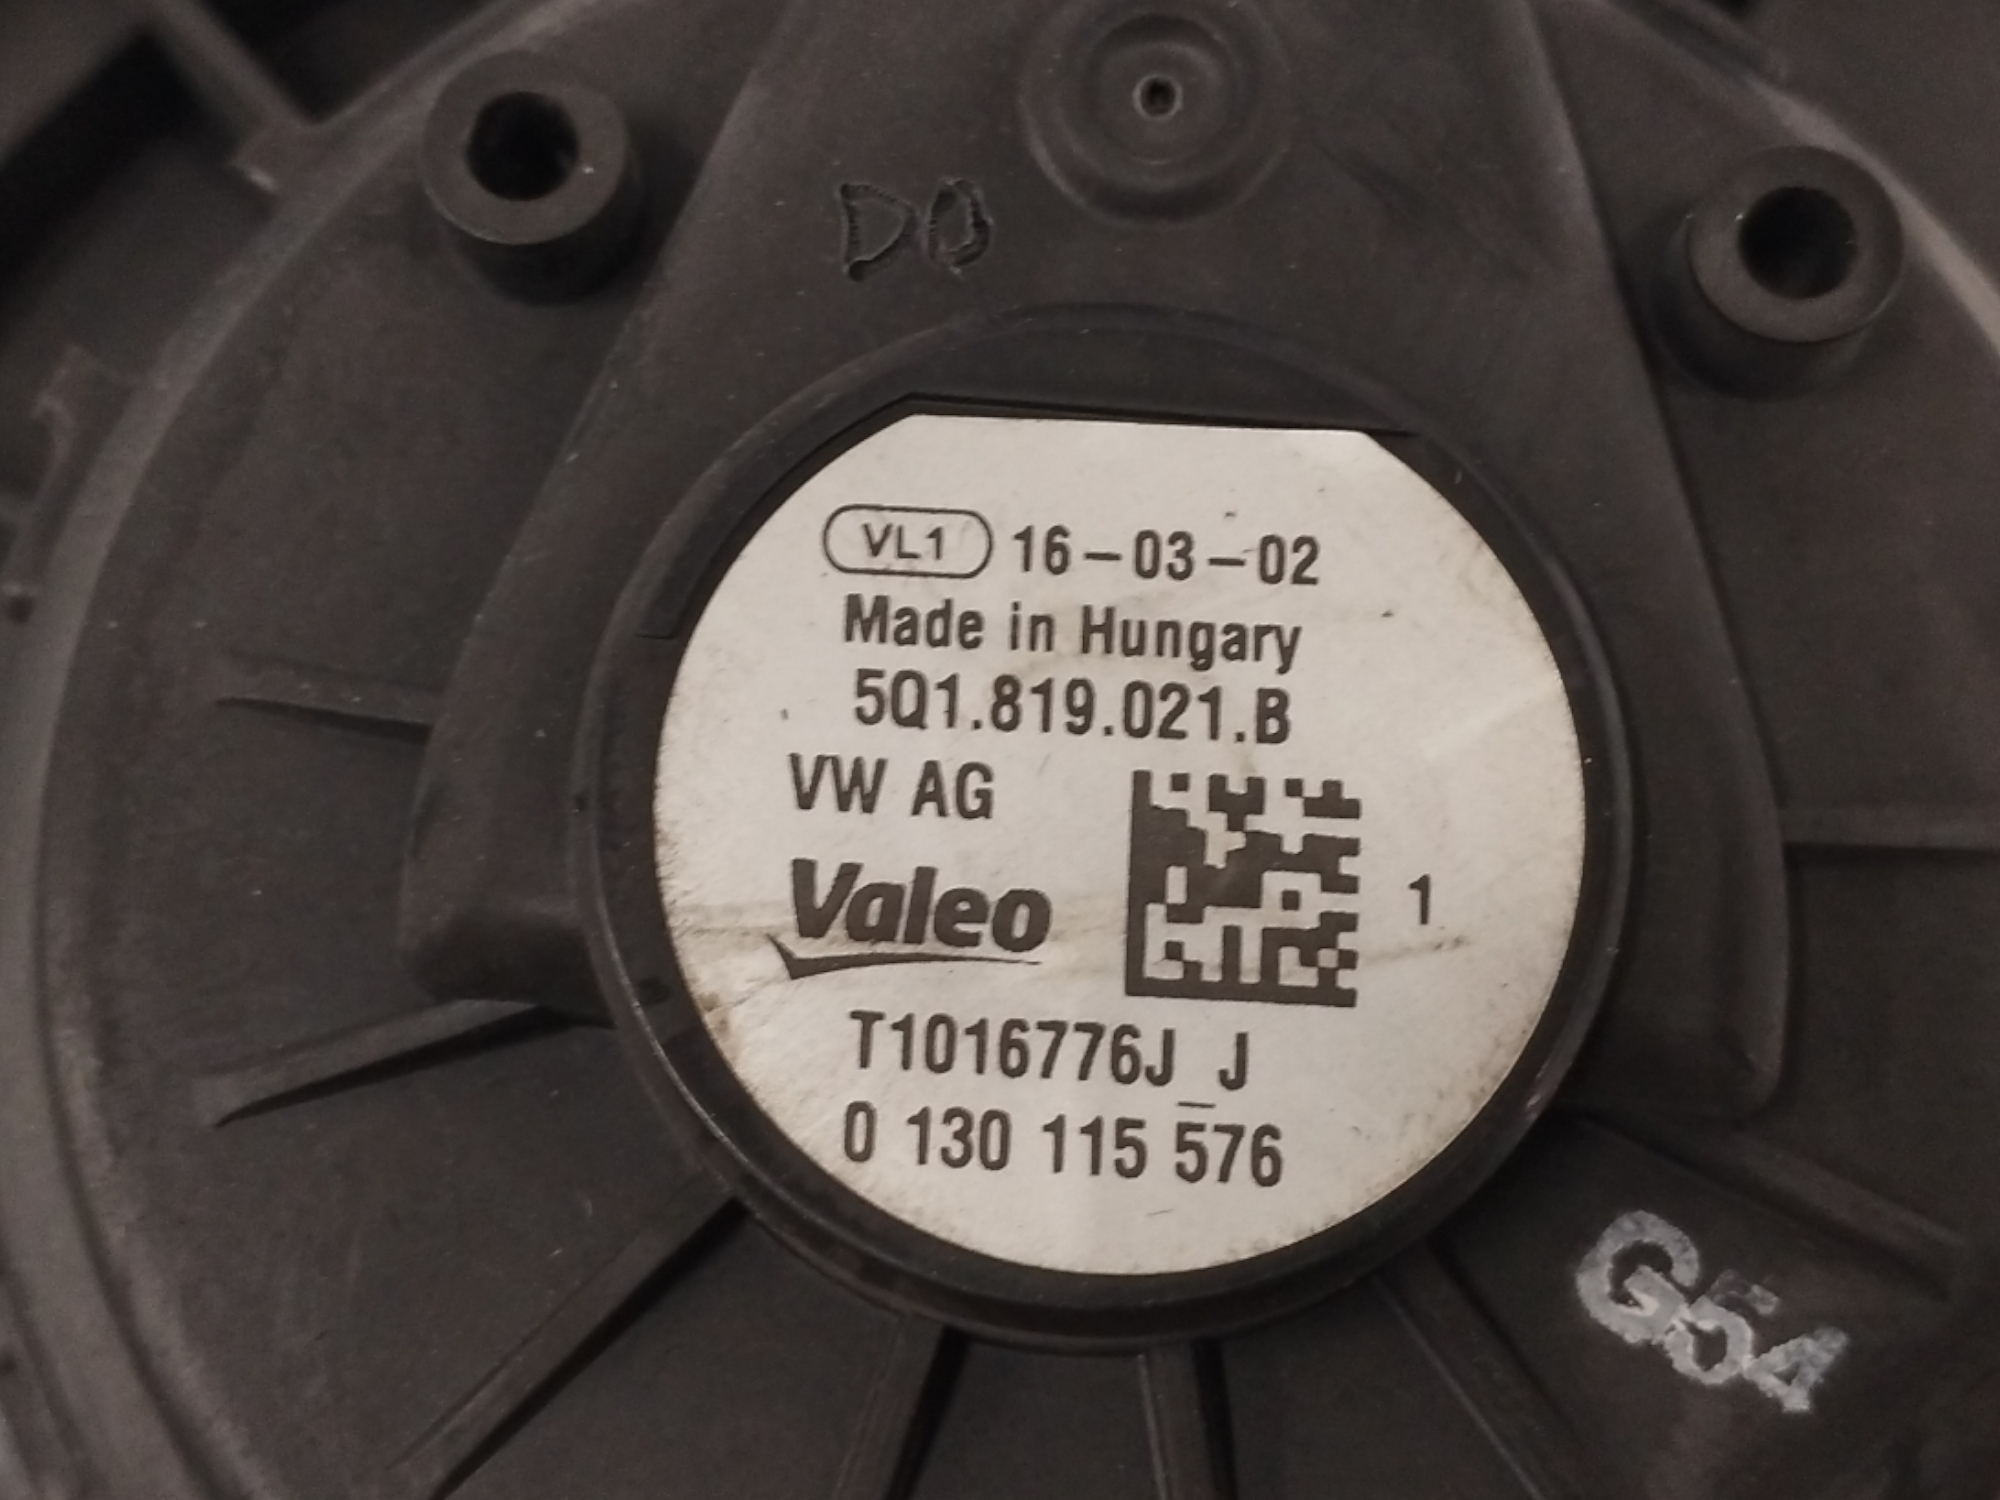 DO
VL1 16-03-02
Made in Hungary
5Q1.819.021.B
VW AG
Valeo
1
T1016776J_J
0 130 115 576
G54